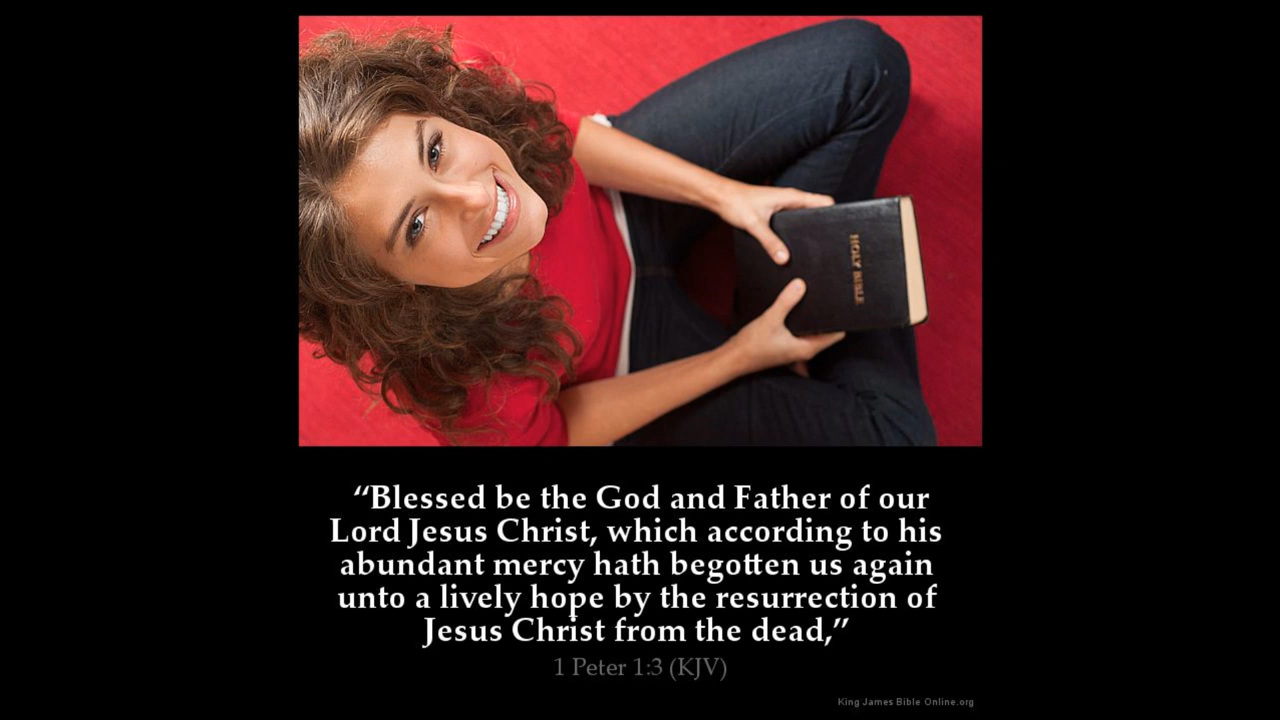 HOLY BIBLE
“Blessed be the God and Father of our
Lord Jesus Christ, which according to his
abundant mercy hath begotten us again
unto a lively hope by the resurrection of
Jesus Christ from the dead,”
1 Peter 1:3 (KJV)
King James Bible Online.org